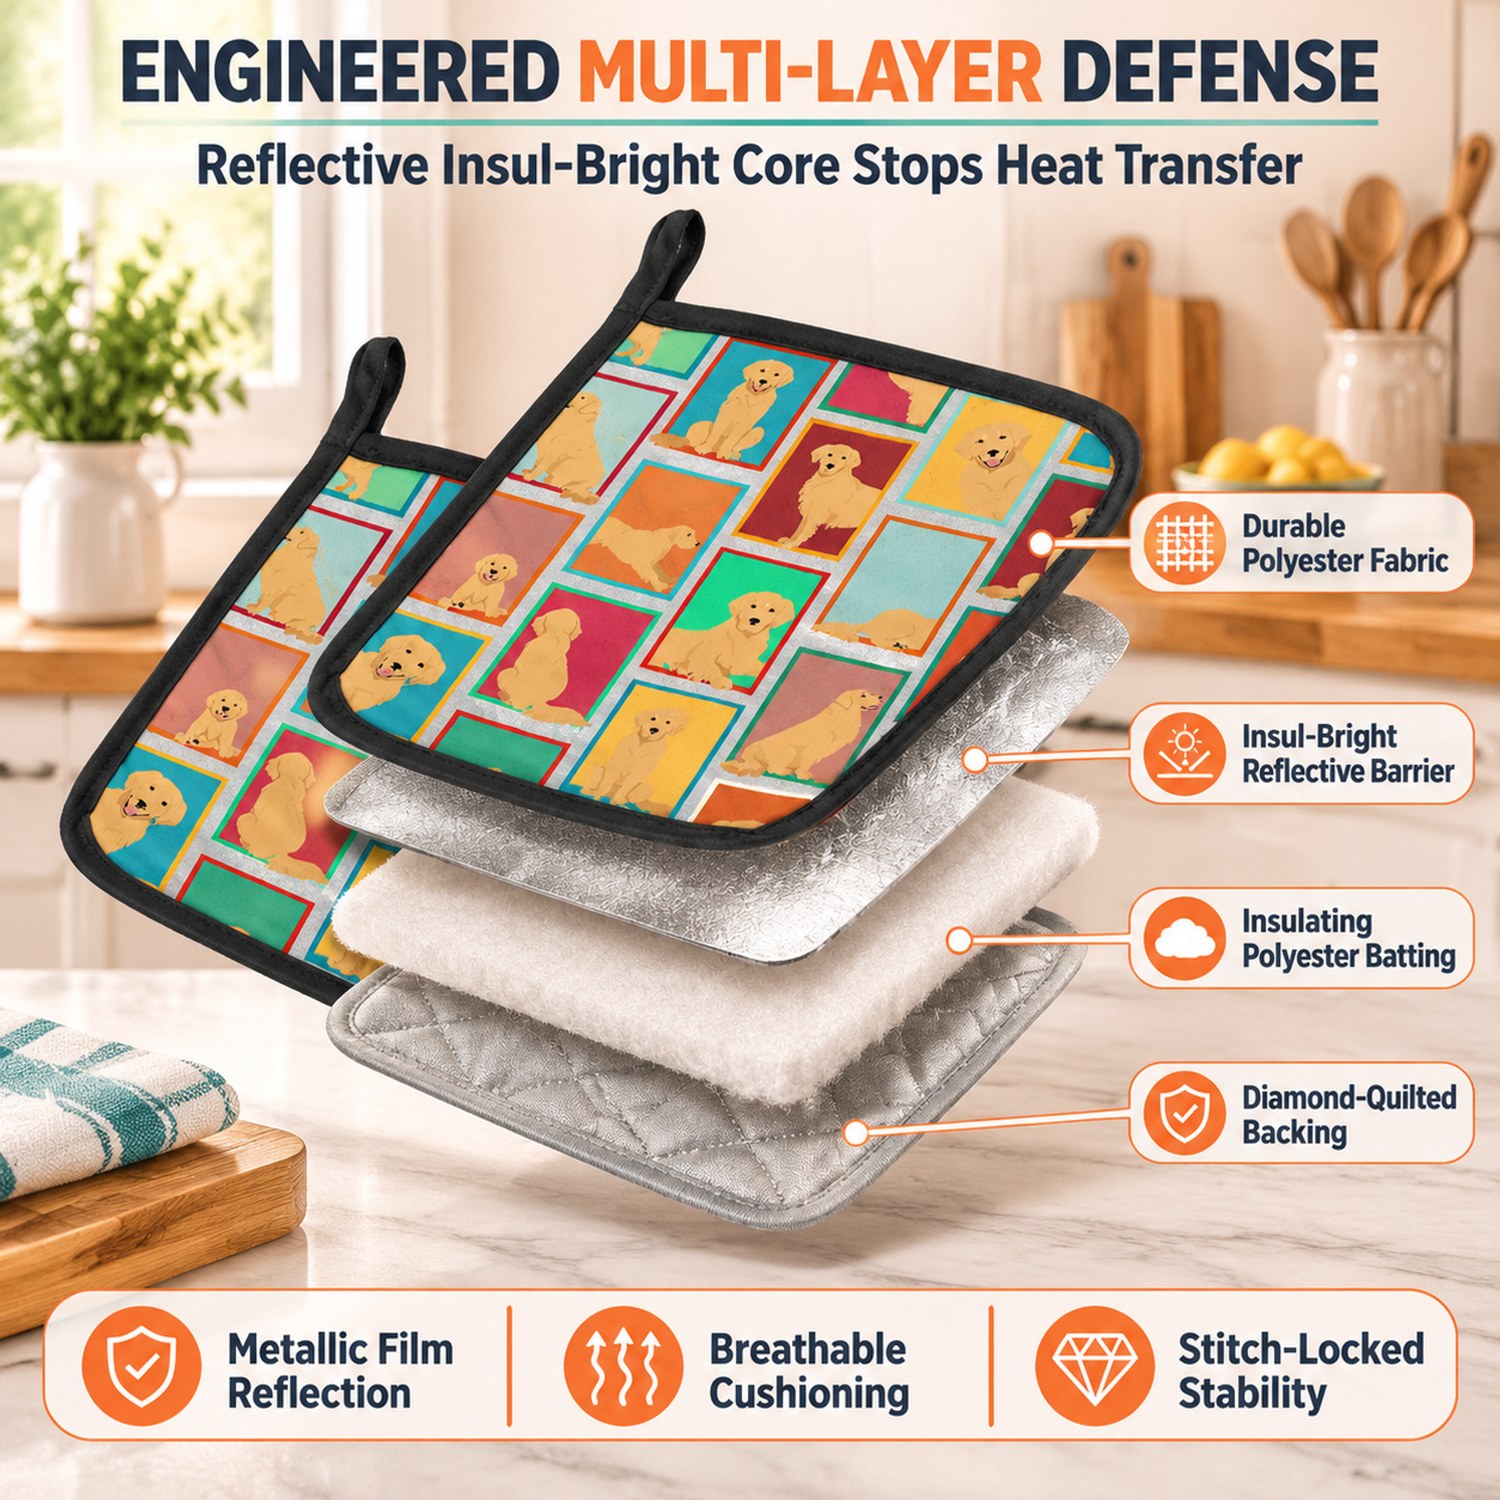 ENGINEERED MULTI-LAYER DEFENSE
Reflective Insul-Bright Core Stops Heat Transfer
Durable
Polyester Fabric
Insul-Bright
Reflective Barrier
Insulating
Polyester Batting
Diamond-Quilted
Backing
Metallic Film
Reflection
Breathable
Cushioning
Stitch-Locked
Stability